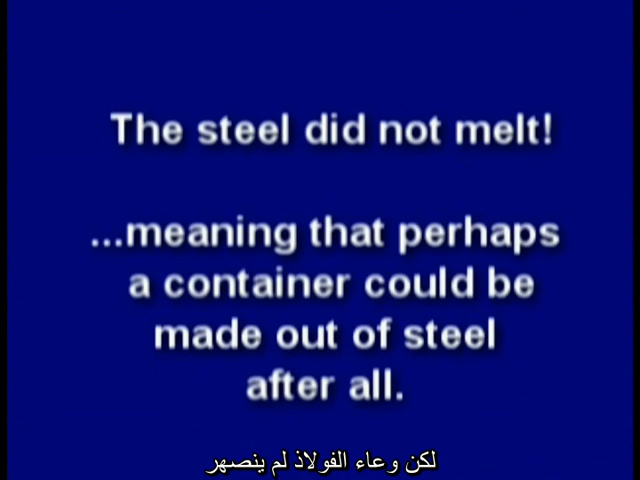 The steel did not melt!
...meaning that perhaps
a container could be
made out of steel
after all.
لكن وعاء الفولاذ لم ينصهر